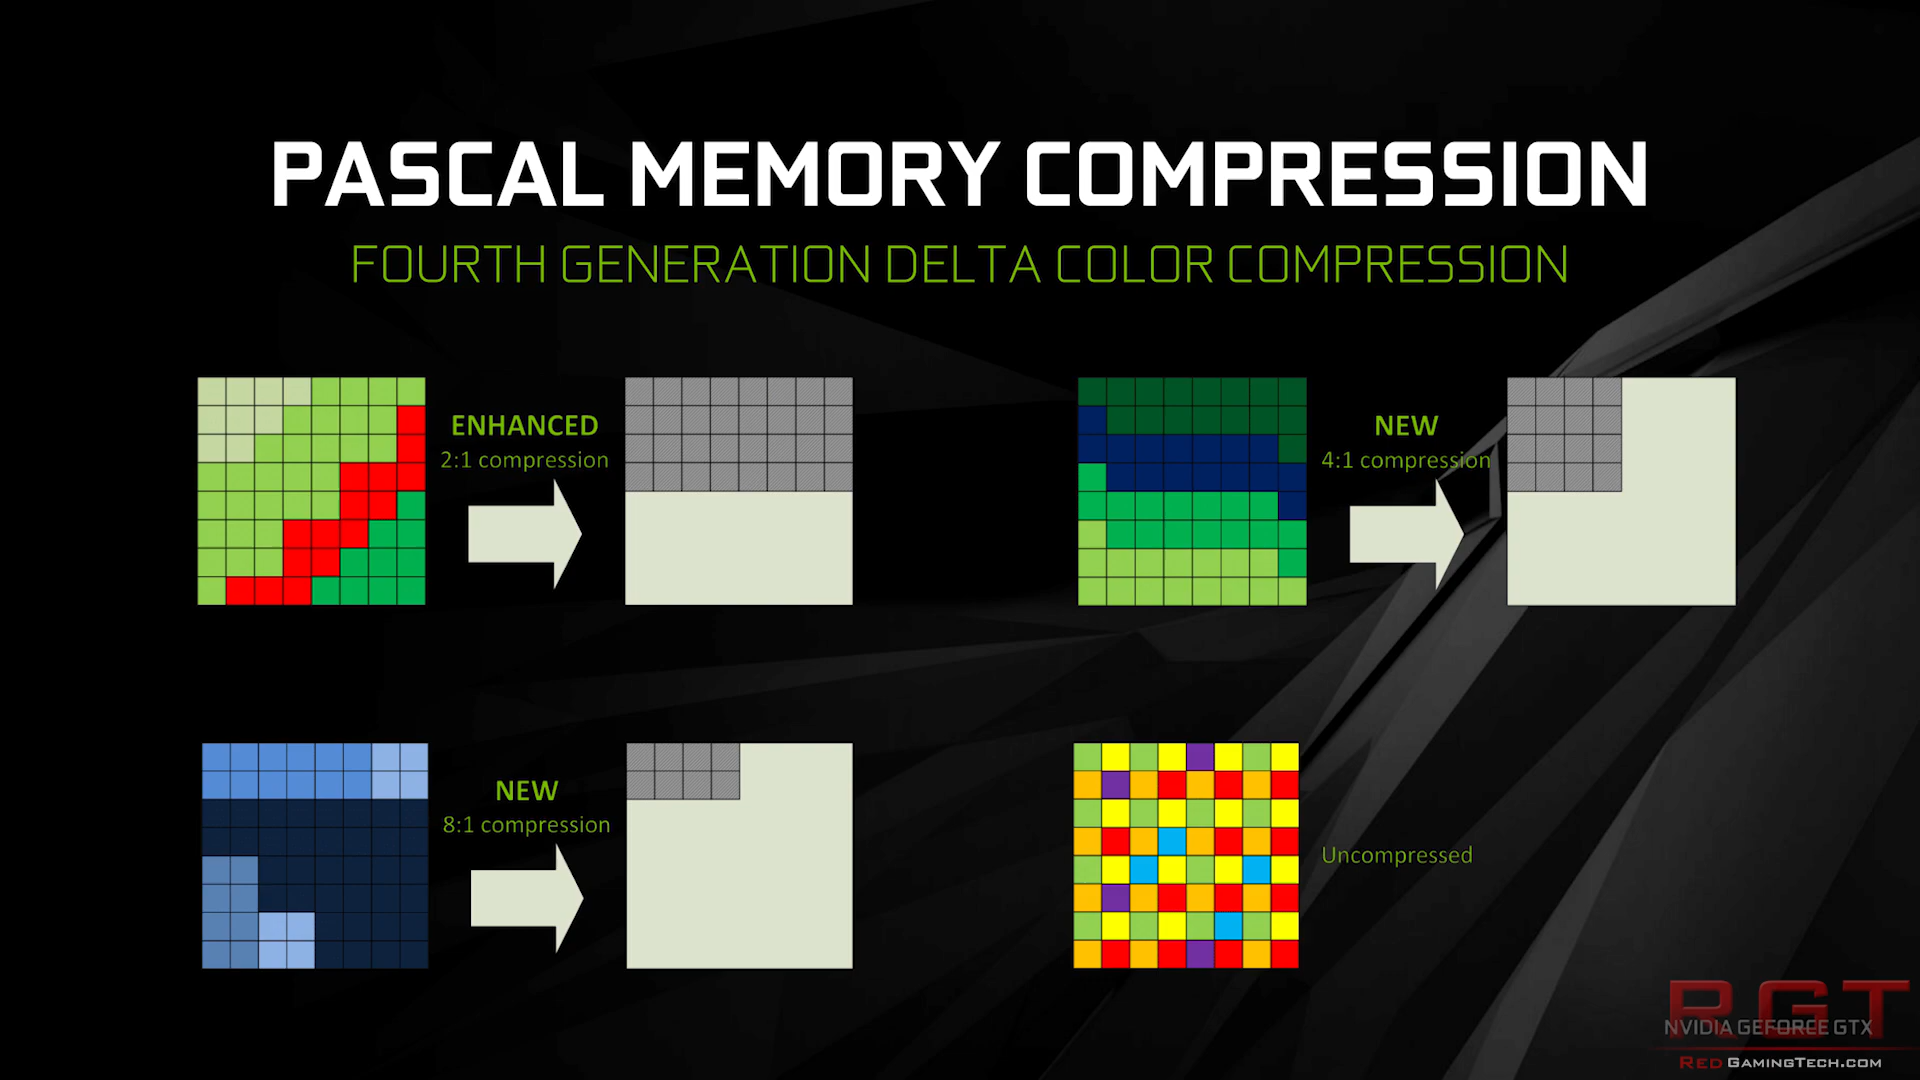 PASCAL MEMORY COMPRESSION
FOURTH GENERATION DELTA COLOR COMPRESSION
ENHANCED
2:1 compression
NEW
4:1 compression
NEW
8:1 compression
Uncompressed
RGT
NVIDIA GEFORCE GTX
RED GAMINGTECH.COM